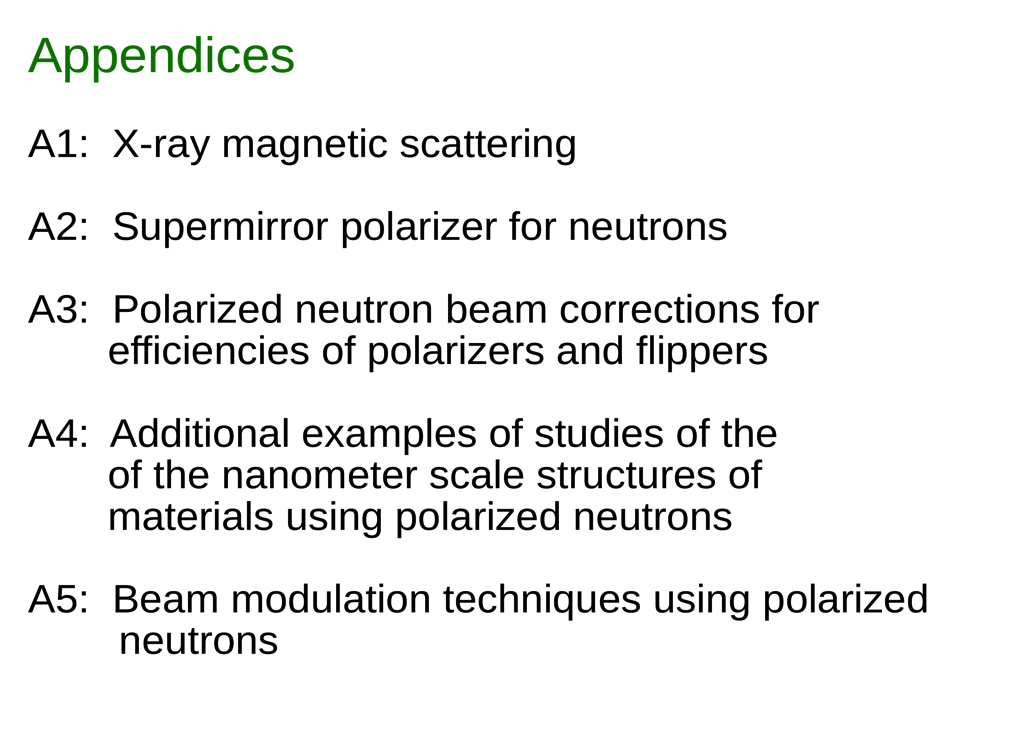 Appendices
A1:  X-ray magnetic scattering
A2:  Supermirror polarizer for neutrons
A3:  Polarized neutron beam corrections for
efficiencies of polarizers and flippers
A4:  Additional examples of studies of the
of the nanometer scale structures of
materials using polarized neutrons
A5:  Beam modulation techniques using polarized
neutrons